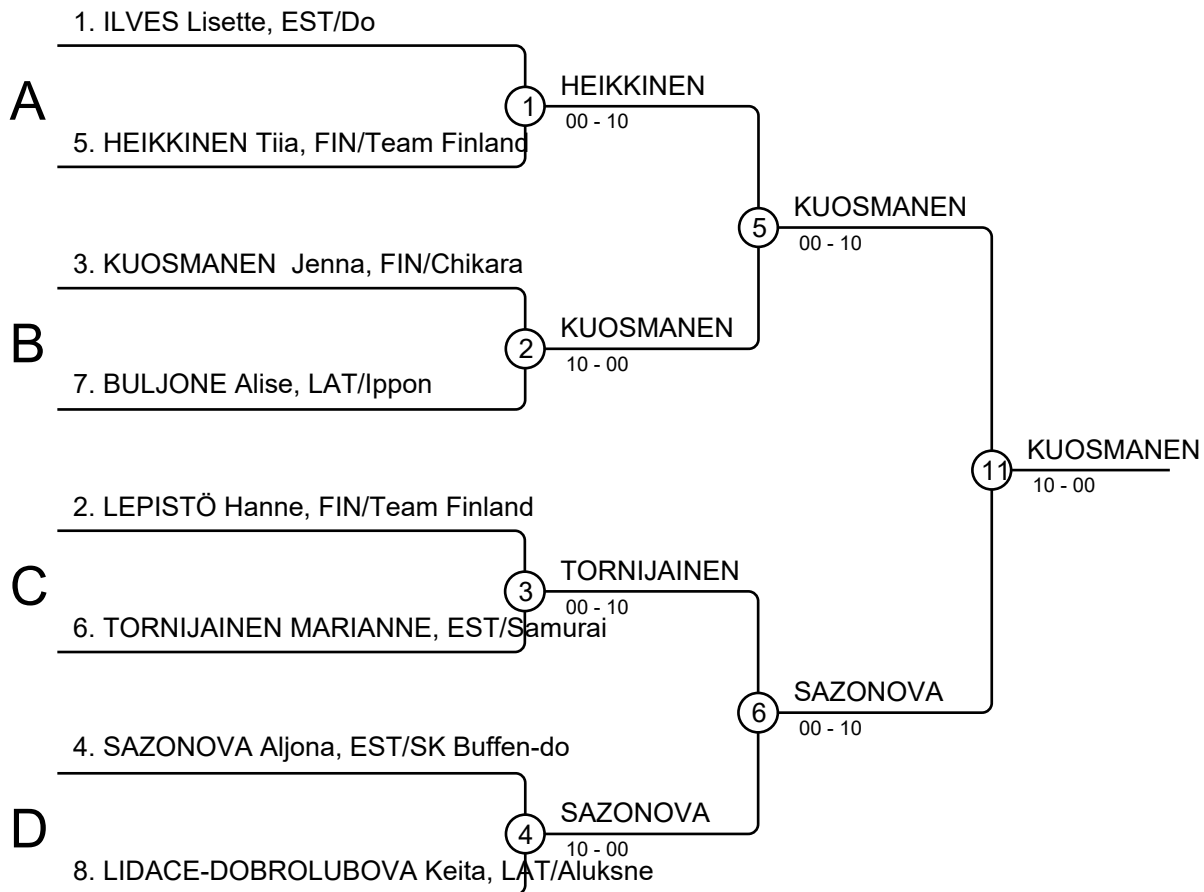 1. ILVES Lisette, EST/Do
A
1
HEIKKINEN
00 - 10
5. HEIKKINEN Tiia, FIN/Team Finland
5
KUOSMANEN
00 - 10
3. KUOSMANEN  Jenna, FIN/Chikara
B
2
KUOSMANEN
10 - 00
7. BULJONE Alise, LAT/Ippon
11
KUOSMANEN
10 - 00
2. LEPISTÖ Hanne, FIN/Team Finland
C
3
TORNIJAINEN
00 - 10
6. TORNIJAINEN MARIANNE, EST/Samurai
6
SAZONOVA
00 - 10
4. SAZONOVA Aljona, EST/SK Buffen-do
D
4
SAZONOVA
10 - 00
8. LIDACE-DOBROLUBOVA Keita, LAT/Aluksne